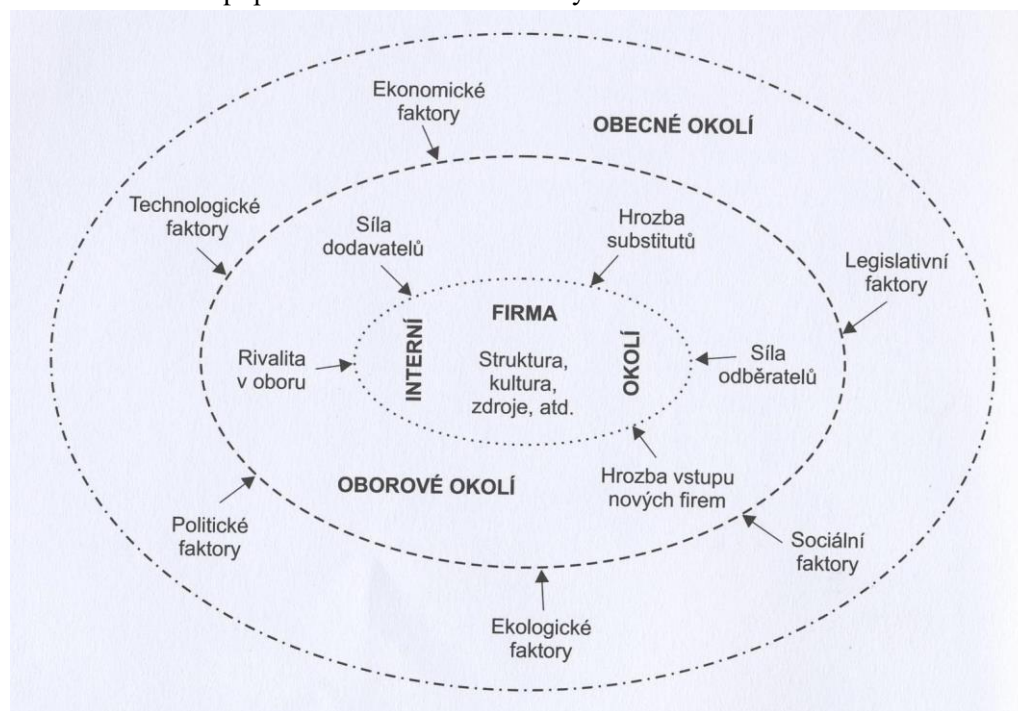 Ekonomické
faktory
OBECNÉ OKOLÍ
Technologické
faktory
Síla
dodavatelů
Hrozba
substitutů
Legislativní
faktory
FIRMA
INTERNÍ
OKOLÍ
Struktura,
kultura,
zdroje, atd.
Rivalita
v oboru
Síla
odběratelů
OBOROVÉ OKOLÍ
Hrozba vstupu
nových firem
Politické
faktory
Sociální
faktory
Ekologické
faktory